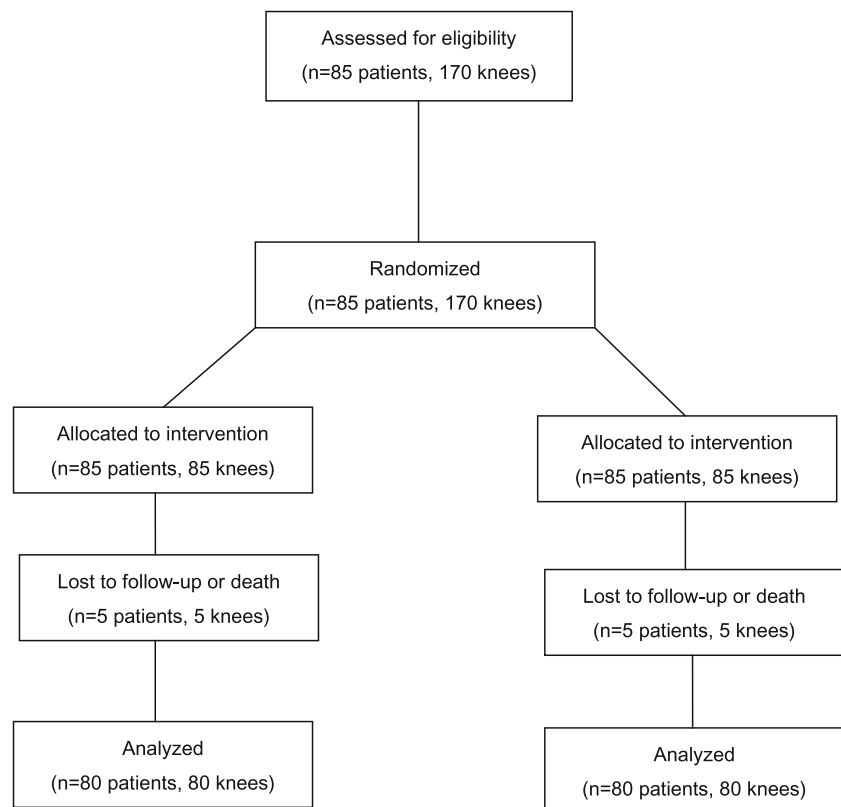 Assessed for eligibility
(n=85 patients, 170 knees)
Randomized
(n=85 patients, 170 knees)
Allocated to intervention
(n=85 patients, 85 knees)
Lost to follow-up or death
(n=5 patients, 5 knees)
Analyzed
(n=80 patients, 80 knees)
Allocated to intervention
(n=85 patients, 85 knees)
Lost to follow-up or death
(n=5 patients, 5 knees)
Analyzed
(n=80 patients, 80 knees)